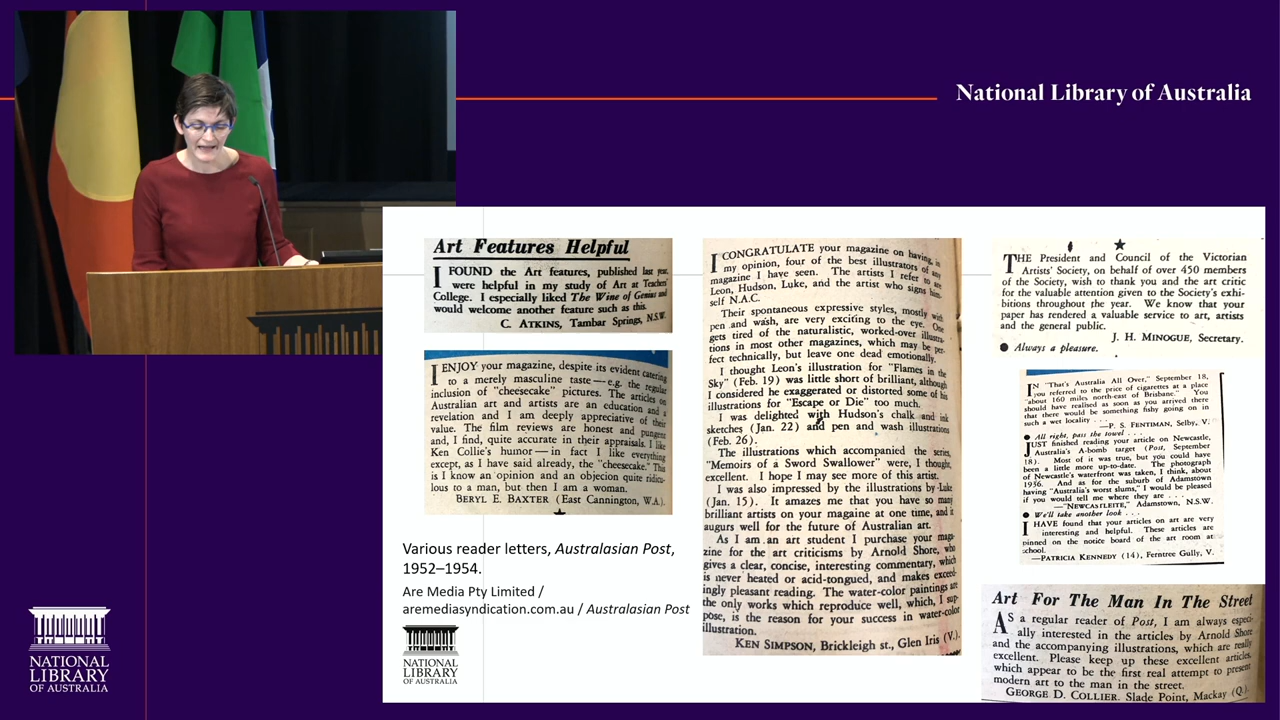 National Library of Australia
Art Features Helpful
I FOUND the Art features, published last year,
were helpful in my study of Art at Teachers'
College. I especially liked The Wine of Genius and
would welcome another feature such as this.
C. ATKINS, Tambar Springs, N.S.W.
I ENJOY your magazine, despite its evident catering
to a merely masculine taste — e.g. the regular
inclusion of "cheesecake" pictures. The articles on
Australian art and artists are an education and a
revelation and I am deeply appreciative of their
value. The film reviews are honest and pungent
and, I find, quite accurate in their appraisals. I like
Ken Collie's humor — in fact I like everything
except, as I have said already, the "cheesecake." This
is I know an opinion and an objecion quite ridicu-
lous to a man, but then I am a woman.
BERYL E. BAXTER (East Cannington, W.A.).
Various reader letters, Australasian Post,
1952–1954.
Are Media Pty Limited /
aremediasyndication.com.au / Australasian Post
NATIONAL
LIBRARY
OF AUSTRALIA
I CONGRATULATE your magazine on having, in
my opinion, four of the best illustrators of any
magazine I have seen. The artists I refer to are
Leon, Hudson, Luke, and the artist who signs him-
self N.A.C.
Their spontaneous expressive styles, mostly with
pen and wash, are very exciting to the eye. One
gets tired of the naturalistic, worked-over illustra-
tions in most other magazines, which may be per-
fect technically, but leave one dead emotionally.
I thought Leon's illustration for "Flames in the
Sky" (Feb. 19) was little short of brilliant, although
I considered he exaggerated or distorted some of his
illustrations for "Escape or Die" too much.
I was delighted with Hudson's chalk and ink
sketches (Jan. 22) and pen and wash illustrations
(Feb. 26).
The illustrations which accompanied the series,
"Memoirs of a Sword Swallower" were, I thought,
excellent. I hope I may see more of this artist.
I was also impressed by the illustrations by Luke
(Jan. 15). It amazes me that you have so many
brilliant artists on your magaine at one time, and it
augurs well for the future of Australian art.
As I am an art student I purchase your maga-
zine for the art criticisms by Arnold Shore, who
gives a clear, concise, interesting commentary, which
is never heated or acid-tongued, and makes exceed-
ingly pleasant reading. The water-color paintings are
the only works which reproduce well, which, I sup-
pose, is the reason for your success in water-color
illustration.
KEN SIMPSON, Brickleigh st., Glen Iris (V.).
THE President and Council of the Victorian
Artists' Society, on behalf of over 450 members
of the Society, wish to thank you and the art critic
for the valuable attention given to the Society's exhi-
bitions throughout the year. We know that your
paper has rendered a valuable service to art, artists
and the general public.
J. H. MINOGUE, Secretary.
● Always a pleasure.
IN "That's Australia All Over," September 18,
you referred to the price of cigarettes at a place
"about 160 miles north-east of Brisbane. You
should have realised as soon as you arrived there
that there would be something fishy going on in
such a wet locality . . .
—P. S. FENTIMAN, Selby, V.
● All right, pass the towel . . .
JUST finished reading your article on Newcastle,
Australia's A-bomb target (Post, September
18). Most of it was true, but you could have
been a little more up-to-date. The photograph
of Newcastle's waterfront was taken, I think, about
1936. And as for the suburb of Adamstown
having "Australia's worst slums," I would be pleased
if you would tell me where they are . . .
—"NEWCASTLEITE," Adamstown, N.S.W.
● We'll take another look . . .
I HAVE found that your articles on art are very
interesting and helpful. These articles are
pinned on the notice board of the art room at
school.
—PATRICIA KENNEDY (14), Ferntree Gully, V.
Art For The Man In The Street
AS a regular reader of Post, I am always especi-
ally interested in the articles by Arnold Shore
and the accompanying illustrations, which are really
excellent. Please keep up these excellent articles,
which appear to be the first real attempt to present
modern art to the man in the street.
GEORGE D. COLLIER. Slade Point, Mackay (Q.)
NATIONAL
LIBRARY
OF AUSTRALIA